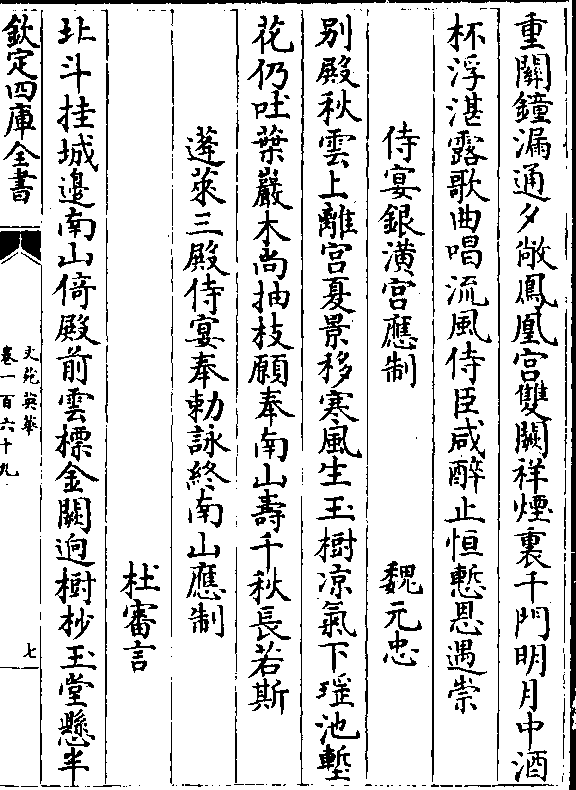 重關鐘漏通夕敞鳳凰宫雙闕祥煙裏千門明月中酒
杯浮湛露歌曲唱流風侍臣咸醉止恒慙恩遇崇
侍宴銀潢宫應制 魏元忠
别殿秋雲上離宫夏景移寒風生玉樹凉氣下瑶池塹
花仍吐葉巖木尚抽枝願奉南山壽千秋長若斯
蓬萊三殿侍宴奉勅詠終南山應制
杜審言
北斗挂城邊南山倚殿前雲標金闕逈樹杪玉堂懸半
欽定四庫全書
文苑英華
卷一百六十九
七